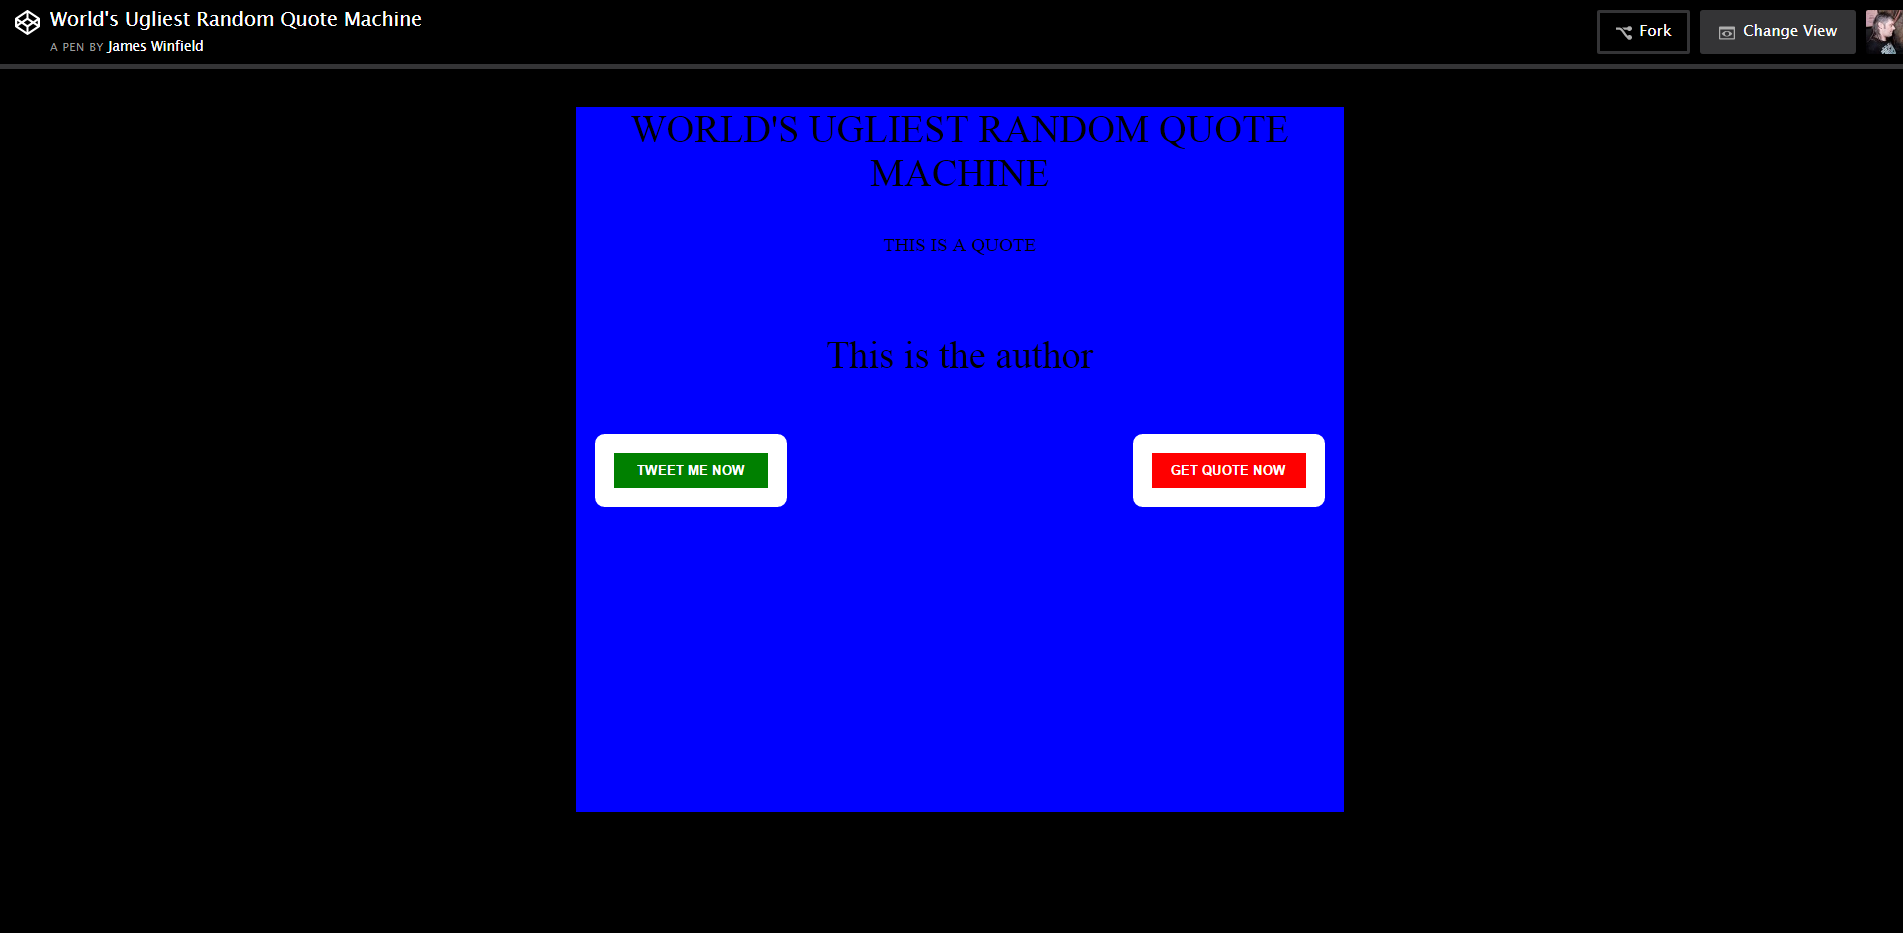 World's Ugliest Random Quote Machine
A PEN BY James Winfield
Fork
Change View
WORLD'S UGLIEST RANDOM QUOTE
MACHINE
THIS IS A QUOTE
This is the author
TWEET ME NOW
GET QUOTE NOW